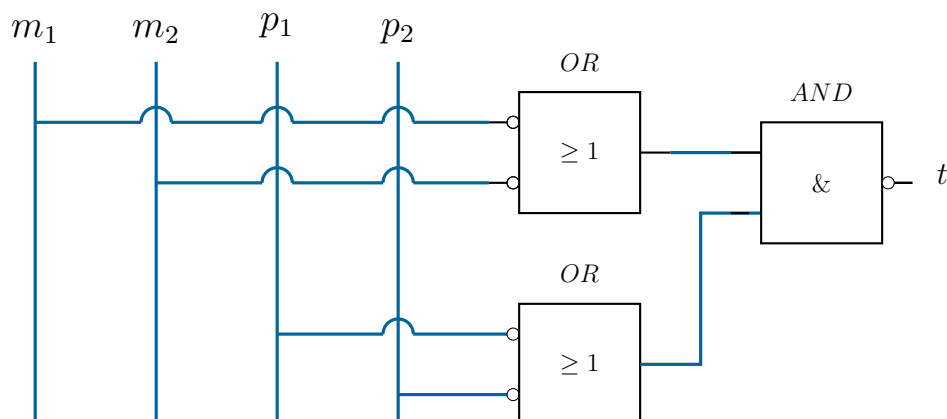 m₁ m₂ p₁ p₂
OR
AND
≥ 1
&
t
OR
≥ 1